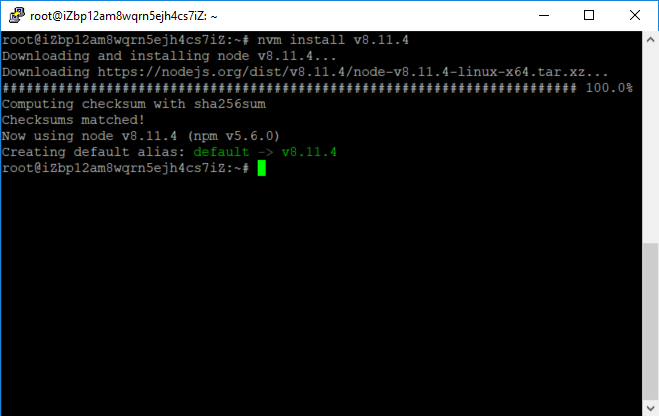 root@iZbp12am8wqrn5ejh4cs7iZ: ~
root@iZbp12am8wqrn5ejh4cs7iZ:~# nvm install v8.11.4
Downloading and installing node v8.11.4...
Downloading https://nodejs.org/dist/v8.11.4/node-v8.11.4-linux-x64.tar.xz...
######################################################################## 100.0%
Computing checksum with sha256sum
Checksums matched!
Now using node v8.11.4 (npm v5.6.0)
Creating default alias: default -> v8.11.4
root@iZbp12am8wqrn5ejh4cs7iZ:~#